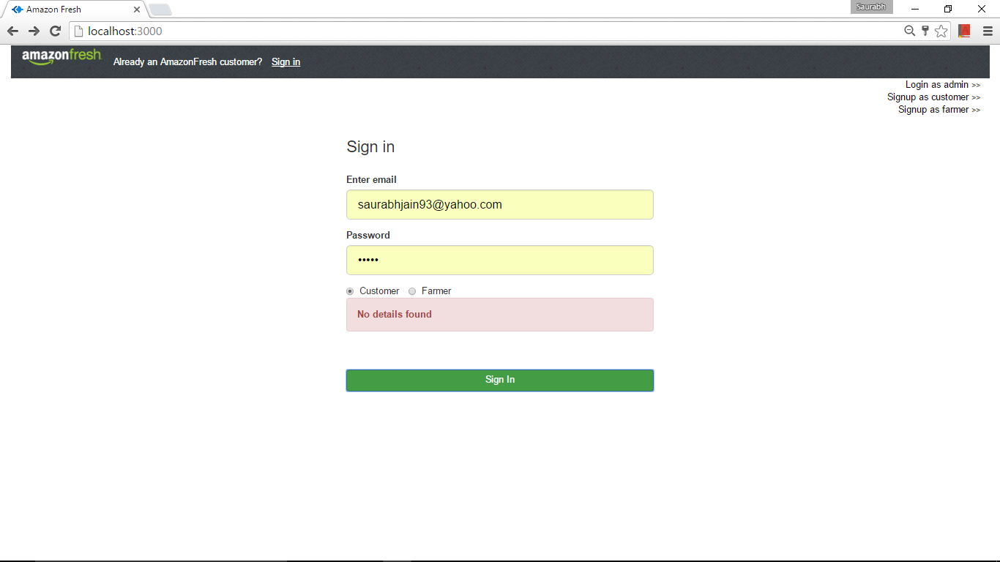 Amazon Fresh
Saurabh
localhost:3000
amazonfresh Already an AmazonFresh customer? Sign in
Login as admin >>
Signup as customer >>
Signup as farmer >>
Sign in
Enter email
saurabhjain93@yahoo.com
Password
•••••
Customer Farmer
No details found
Sign In